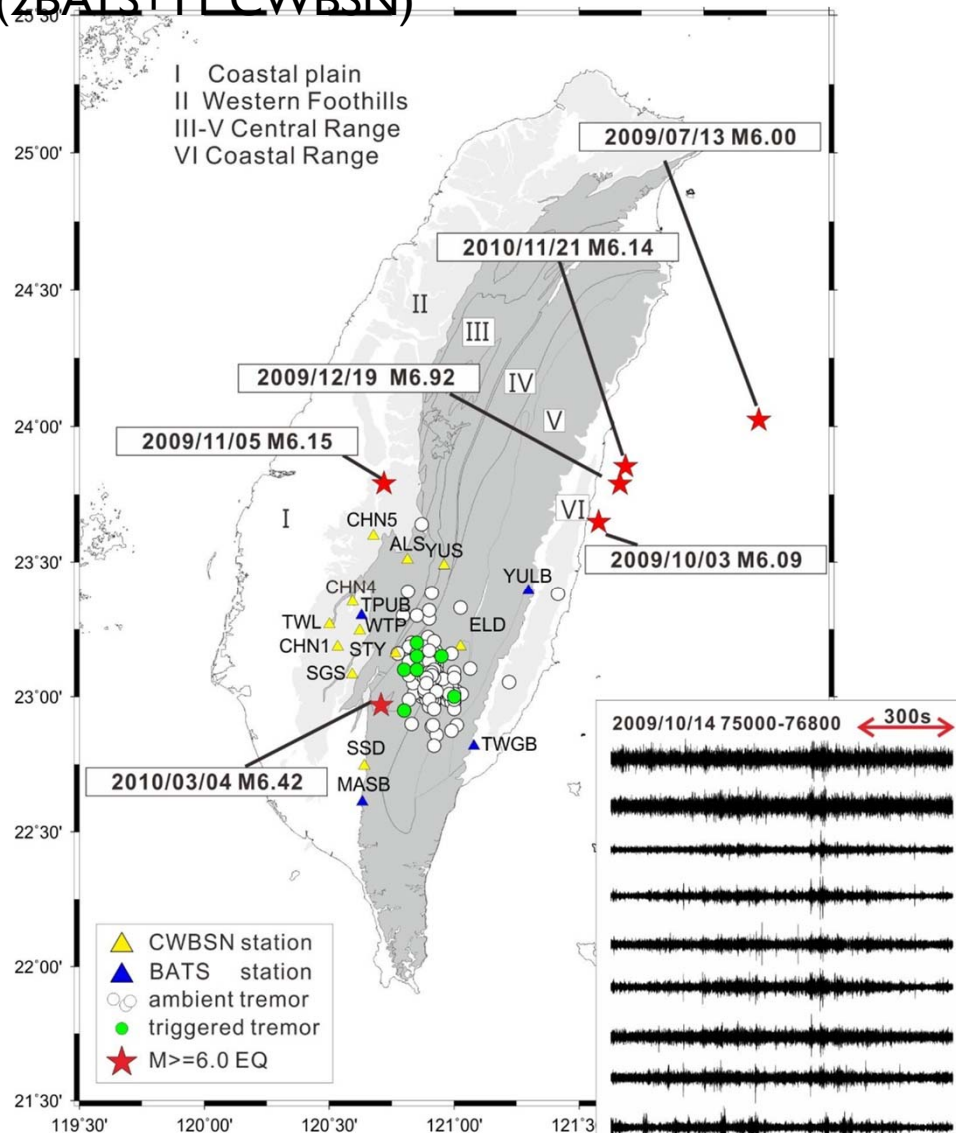 (2BATS+11 CWBSN)
I Coastal plain
II Western Foothills
III-V Central Range
VI Coastal Range
25°00'
24°30'
24°00'
23°30'
23°00'
22°30'
22°00'
21°30'
2009/07/13 M6.00
2010/11/21 M6.14
2009/12/19 M6.92
2009/11/05 M6.15
2009/10/03 M6.09
2010/03/04 M6.42
I
II
III
IV
V
VI
CHN5
ALS
YUS
YULB
CHN4
TPUB
TWL
WTP
ELD
CHN1
STY
SGS
SSD
TWGB
MASB
CWBSN station
BATS station
ambient tremor
triggered tremor
M>=6.0 EQ
2009/10/14 75000-76800
300s
119°30'
120°00'
120°30'
121°00'